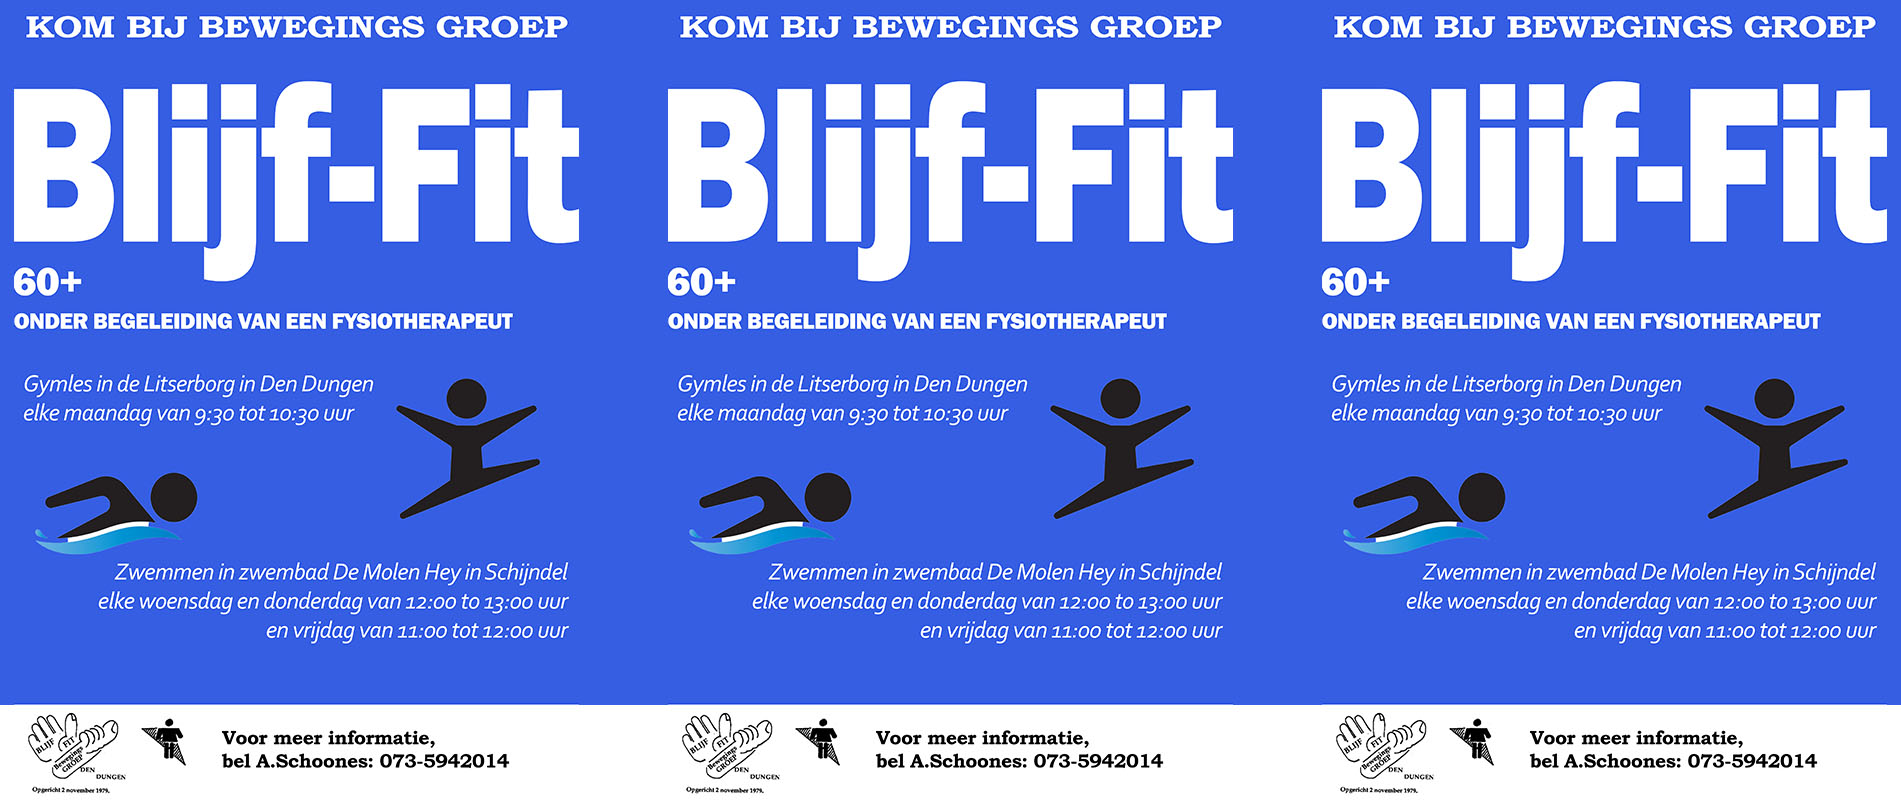 KOM BIJ BEWEGINGS GROEP
Blijf-Fit
60+
ONDER BEGELEIDING VAN EEN FYSIOTHERAPEUT
Gymles in de Litserborg in Den Dungen
elke maandag van 9:30 tot 10:30 uur
Zwemmen in zwembad De Molen Hey in Schijndel
elke woensdag en donderdag van 12:00 to 13:00 uur
en vrijdag van 11:00 tot 12:00 uur
BLIJF FIT
Bewegings
GROEP
DEN
DUNGEN
Opgericht 2 november 1979.
Voor meer informatie,
bel A.Schoones: 073-5942014
KOM BIJ BEWEGINGS GROEP
Blijf-Fit
60+
ONDER BEGELEIDING VAN EEN FYSIOTHERAPEUT
Gymles in de Litserborg in Den Dungen
elke maandag van 9:30 tot 10:30 uur
Zwemmen in zwembad De Molen Hey in Schijndel
elke woensdag en donderdag van 12:00 to 13:00 uur
en vrijdag van 11:00 tot 12:00 uur
BLIJF FIT
Bewegings
GROEP
DEN
DUNGEN
Opgericht 2 november 1979.
Voor meer informatie,
bel A.Schoones: 073-5942014
KOM BIJ BEWEGINGS GROEP
Blijf-Fit
60+
ONDER BEGELEIDING VAN EEN FYSIOTHERAPEUT
Gymles in de Litserborg in Den Dungen
elke maandag van 9:30 tot 10:30 uur
Zwemmen in zwembad De Molen Hey in Schijndel
elke woensdag en donderdag van 12:00 to 13:00 uur
en vrijdag van 11:00 tot 12:00 uur
BLIJF FIT
Bewegings
GROEP
DEN
DUNGEN
Opgericht 2 november 1979.
Voor meer informatie,
bel A.Schoones: 073-5942014